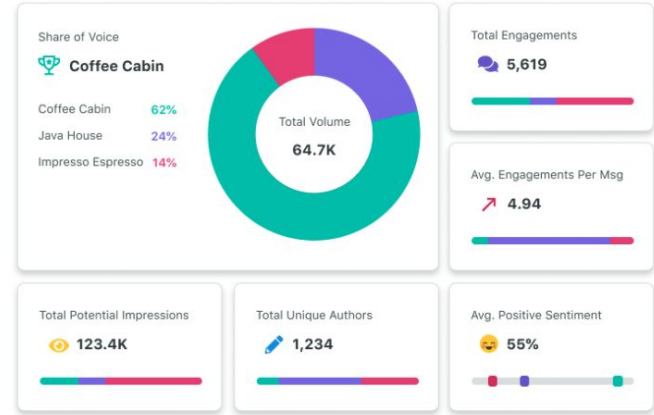 Share of Voice
Coffee Cabin
Coffee Cabin 62%
Java House 24%
Impresso Espresso 14%
Total Volume
64.7K
Total Engagements
5,619
Avg. Engagements Per Msg
4.94
Total Potential Impressions
123.4K
Total Unique Authors
1,234
Avg. Positive Sentiment
55%